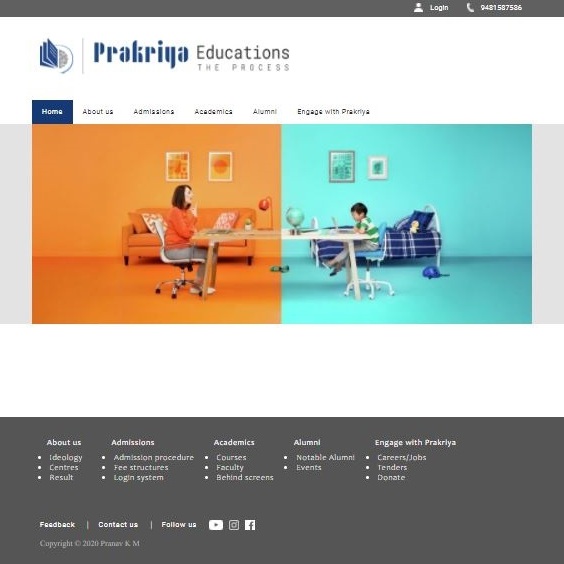 Login 9481587586
Prakriya Educations
THE PROCESS
Home About us Admissions Academics Alumni Engage with Prakriya
About us Admissions Academics Alumni Engage with Prakriya
Ideology Admission procedure Courses Notable Alumni Careers/Jobs
Centres Fee structures Faculty Events Tenders
Result Login system Behind screens Donate
Feedback | Contact us | Follow us
Copyright © 2020 Pranav K M